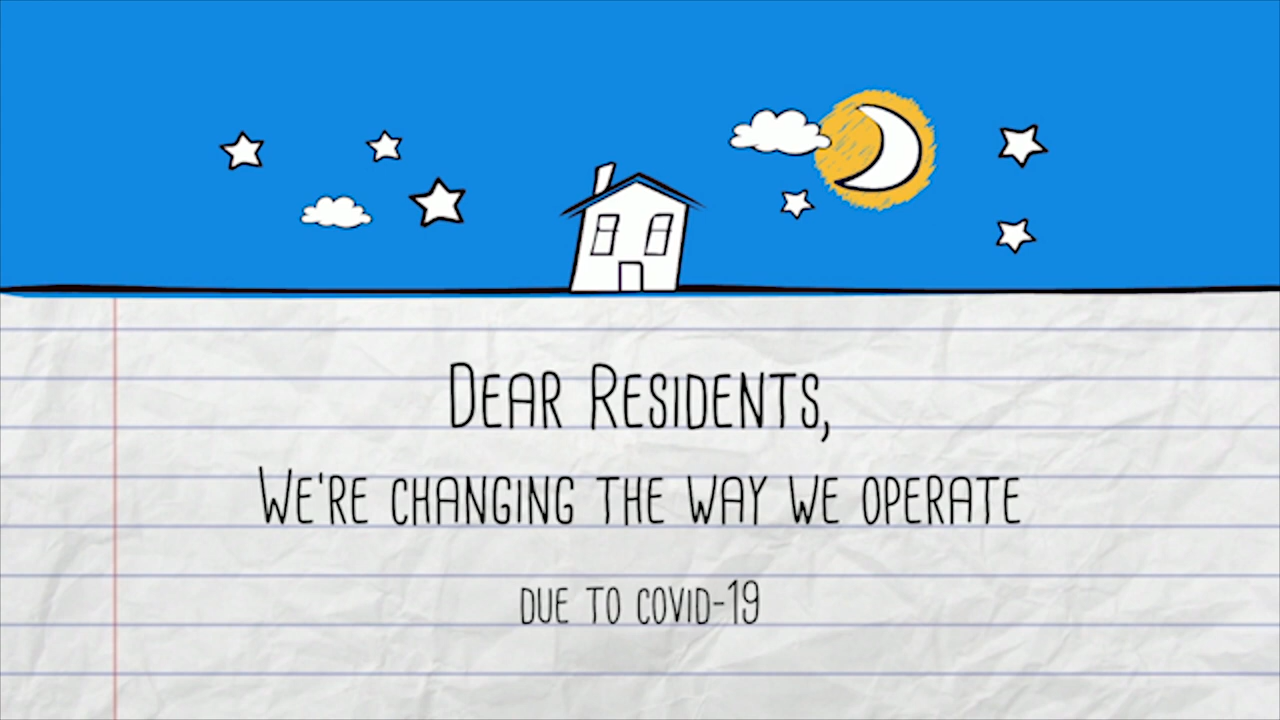 Dear Residents,
We're changing the way we operate
due to covid-19